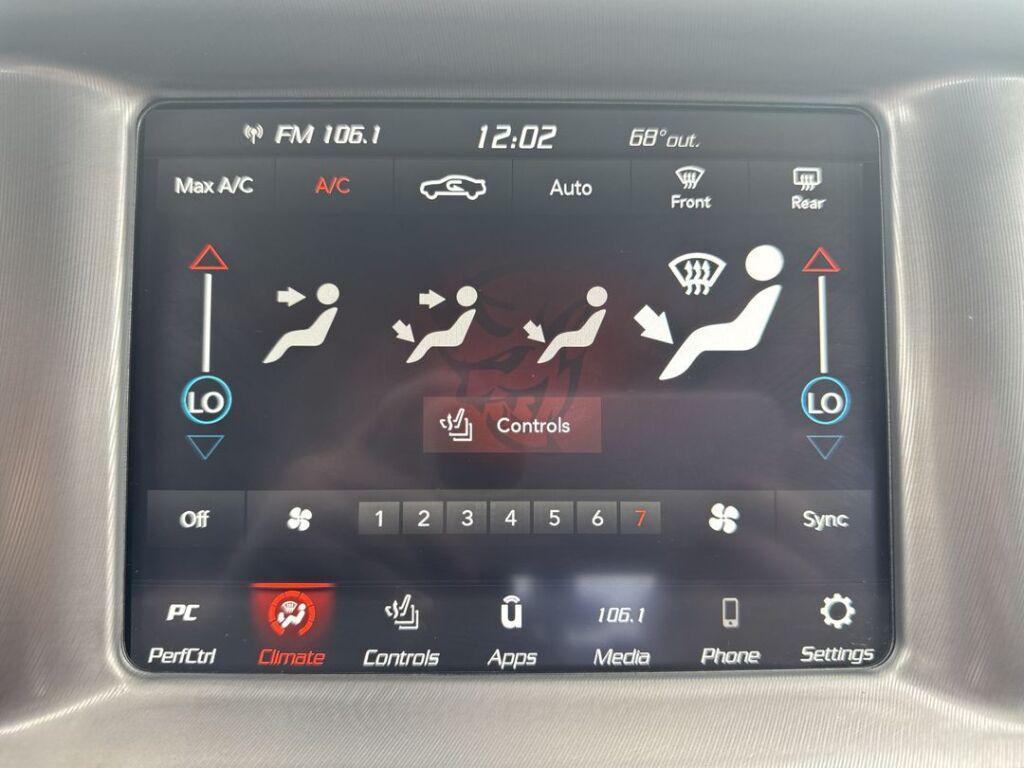 FM 106.1 12:02 68° out.
Max A/C A/C Auto Front Rear
LO LO
Controls
Off 1 2 3 4 5 6 7 Sync
PC 106.1
PerfCtrl Climate Controls Apps Media Phone Settings